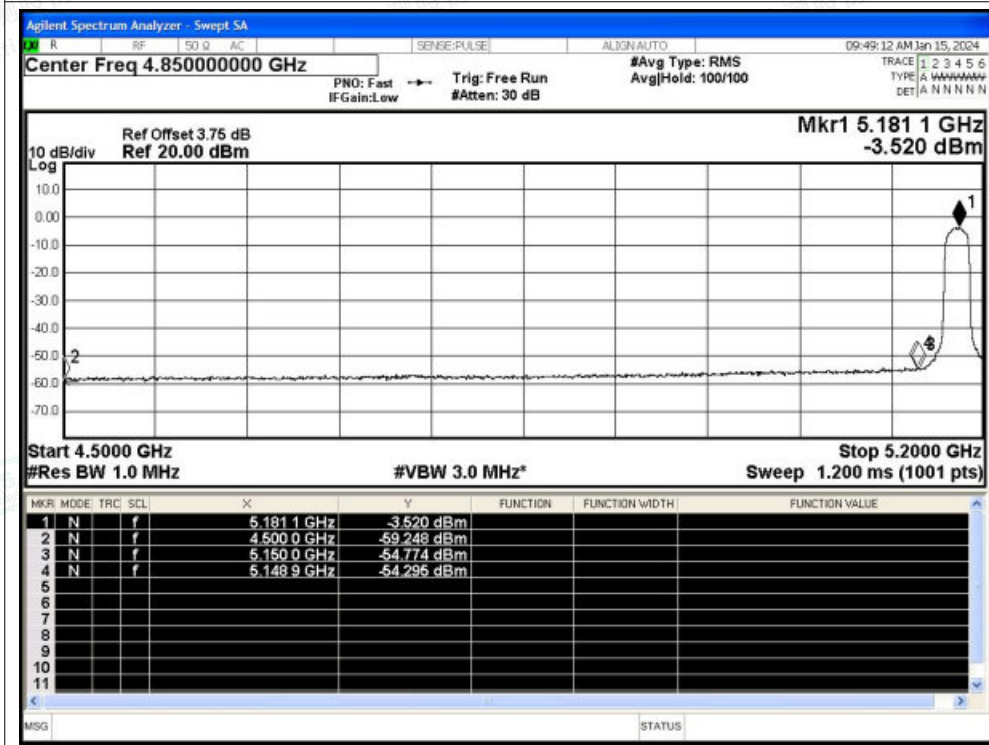 Agilent Spectrum Analyzer - Swept SA
R RF 50 Ω AC SENSE:PULSE ALIGN AUTO 09:49:12 AM Jan 15, 2024
Center Freq 4.850000000 GHz
PNO: Fast
IFGain:Low
Trig: Free Run
#Atten: 30 dB
#Avg Type: RMS
Avg|Hold: 100/100
TRACE 1 2 3 4 5 6
TYPE A
DET A N N N N N
Ref Offset 3.75 dB
10 dB/div Ref 20.00 dBm
Log
Mkr1 5.181 1 GHz
-3.520 dBm
10.0
0.00
-10.0
-20.0
-30.0
-40.0
-50.0
-60.0
-70.0
1
2
4
Start 4.5000 GHz Stop 5.2000 GHz
#Res BW 1.0 MHz #VBW 3.0 MHz* Sweep 1.200 ms (1001 pts)
MKR MODE TRC SCL X Y FUNCTION FUNCTION WIDTH FUNCTION VALUE
1 N f 5.181 1 GHz -3.520 dBm
2 N f 4.500 0 GHz -59.248 dBm
3 N f 5.150 0 GHz -54.774 dBm
4 N f 5.148 9 GHz -54.295 dBm
5
6
7
8
9
10
11
MSG STATUS